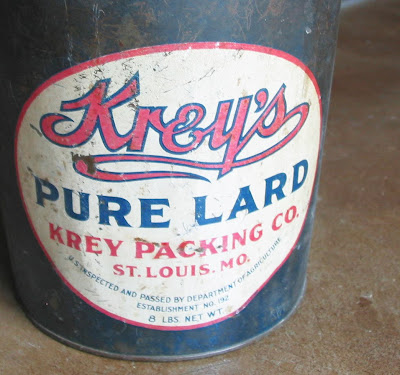 Krey's
PURE LARD
KREY PACKING CO.
ST. LOUIS. MO.
U.S. INSPECTED AND PASSED BY DEPARTMENT OF AGRICULTURE
ESTABLISHMENT NO. 192
8 LBS. NET WT.